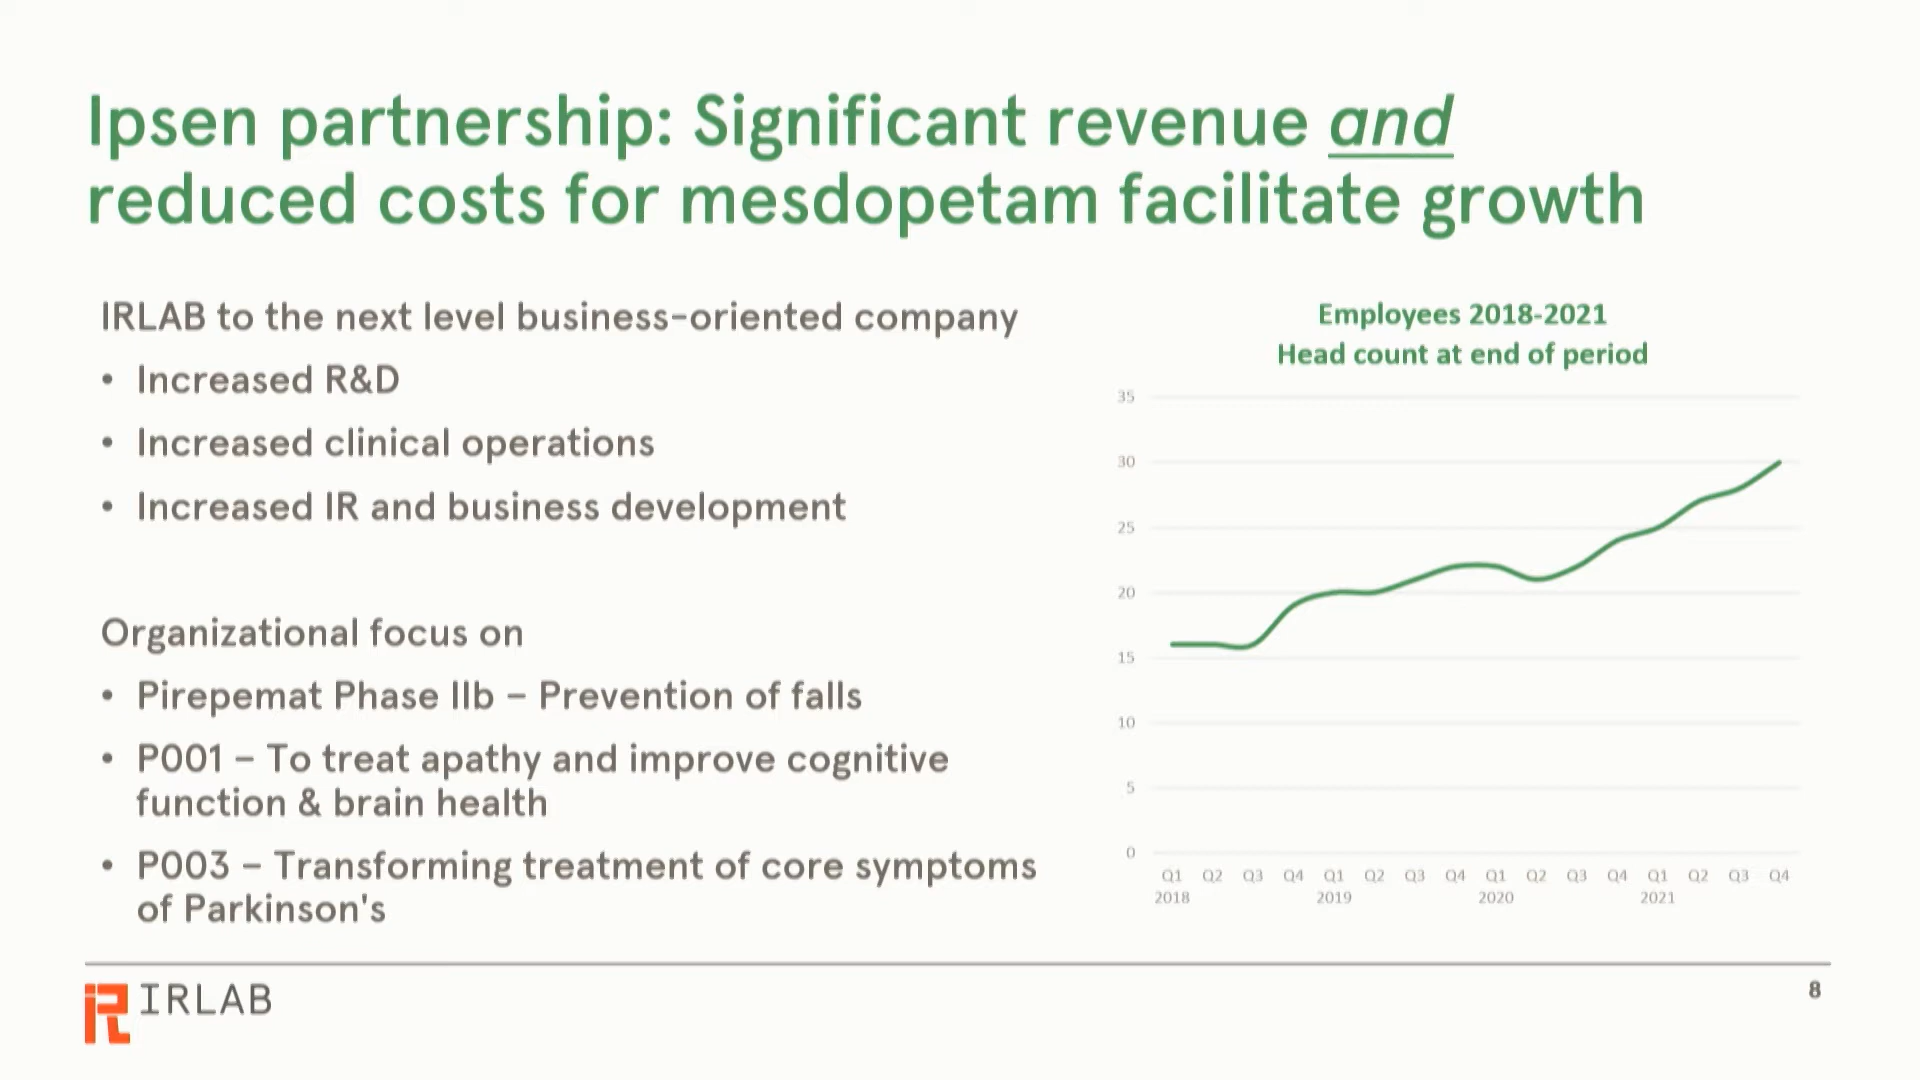 Ipsen partnership: Significant revenue and
reduced costs for mesdopetam facilitate growth
IRLAB to the next level business-oriented company
• Increased R&D
• Increased clinical operations
• Increased IR and business development
Organizational focus on
• Pirepemat Phase IIb – Prevention of falls
• P001 – To treat apathy and improve cognitive
function & brain health
• P003 – Transforming treatment of core symptoms
of Parkinson's
Employees 2018-2021
Head count at end of period
35
30
25
20
15
10
5
0
Q1 Q2 Q3 Q4 Q1 Q2 Q3 Q4 Q1 Q2 Q3 Q4 Q1 Q2 Q3 Q4
2018 2019 2020 2021
IRLAB
8